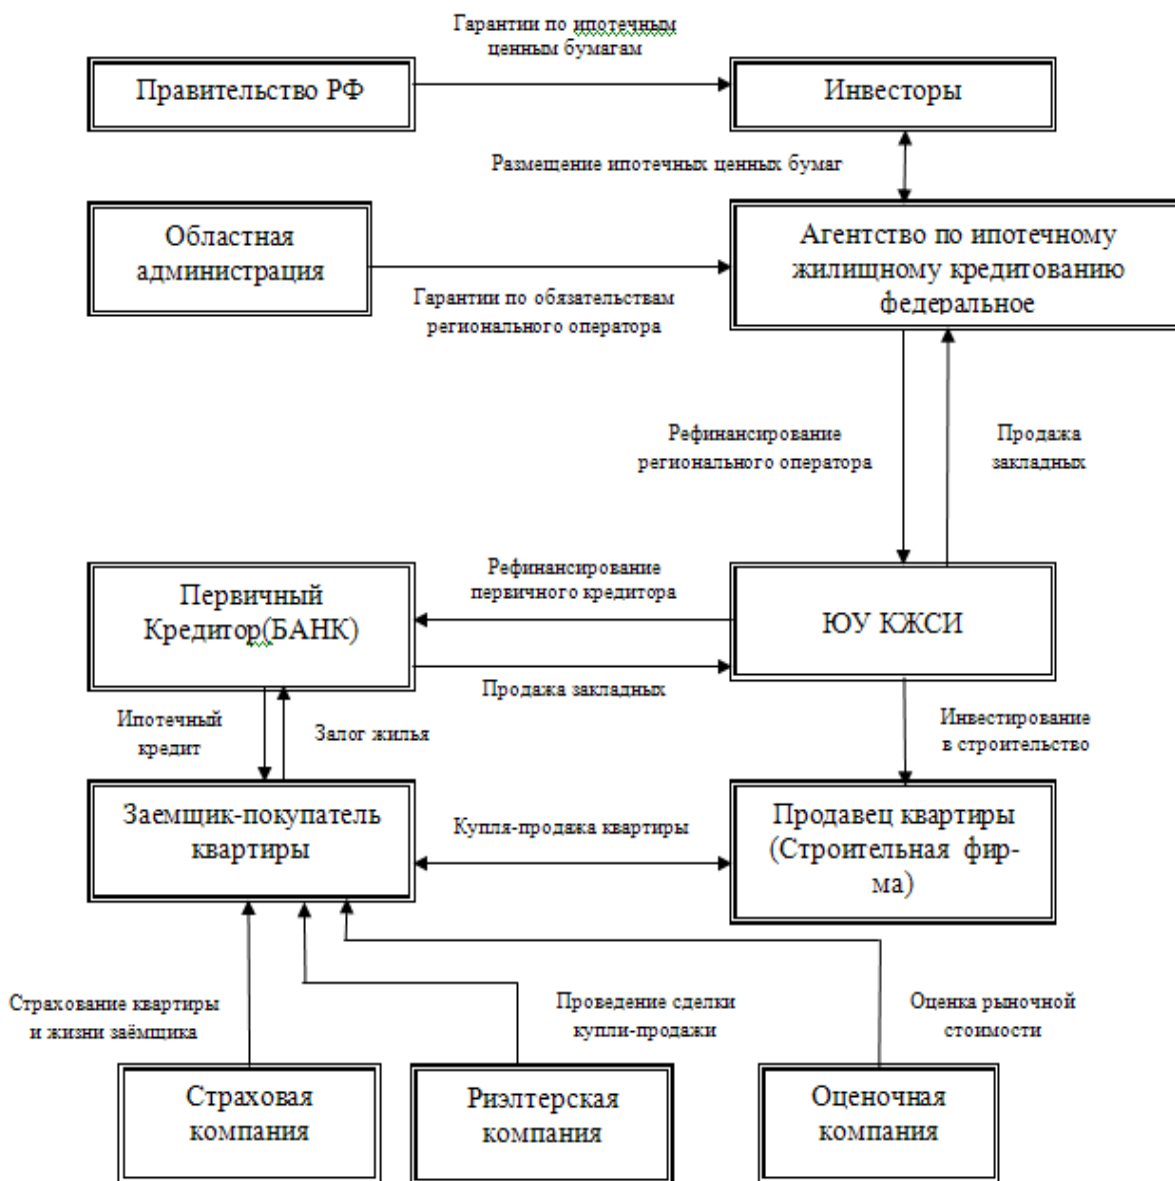 Гарантии по ипотечным
ценным бумагам
Правительство РФ
Инвесторы
Размещение ипотечных ценных бумаг
Областная
администрация
Агентство по ипотечному
жилищному кредитованию
федеральное
Гарантии по обязательствам
регионального оператора
Рефинансирование
регионального оператора
Продажа
закладных
Первичный
Кредитор(БАНК)
Рефинансирование
первичного кредитора
ЮУ КЖСИ
Продажа закладных
Ипотечный
кредит
Залог жилья
Инвестирование
в строительство
Заемщик-покупатель
квартиры
Купля-продажа квартиры
Продавец квартиры
(Строительная фир-
ма)
Страхование квартиры
и жизни заёмщика
Проведение сделки
купли-продажи
Оценка рыночной
стоимости
Страховая
компания
Риэлтерская
компания
Оценочная
компания